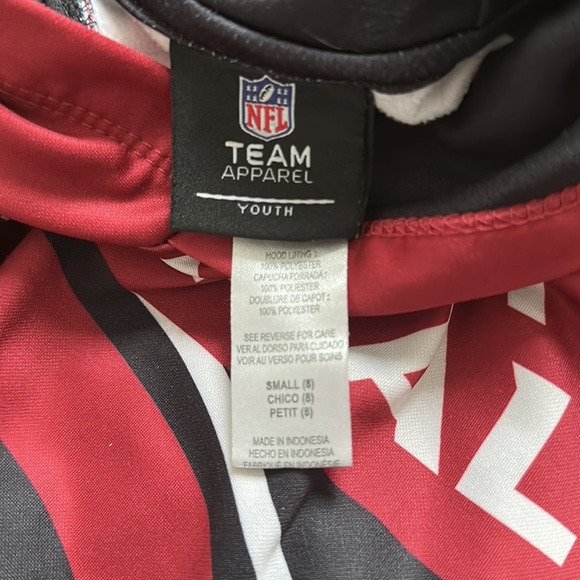 NFL
TEAM
APPAREL
YOUTH
HOOD LINING :
100% POLYESTER
CAPUCHA FORRADA :
100% POLIESTER
DOUBLURE DE CAPOT :
100% POLYESTER
SEE REVERSE FOR CARE
VER AL DORSO PARA CUIDADO
VOIR AU VERSO POUR SOINS
SMALL (8)
CHICO (8)
PETIT (8)
MADE IN INDONESIA
HECHO EN INDONESIA
FABRIQUÉ EN INDONÉSIE